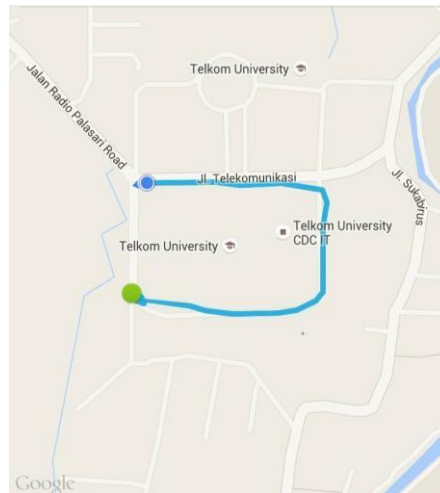 Telkom University
Jalan Radio Palasari Road
Jl. Telekomunikasi
Jl. Sukabirus
Telkom University
CDC IT
Telkom University
Google